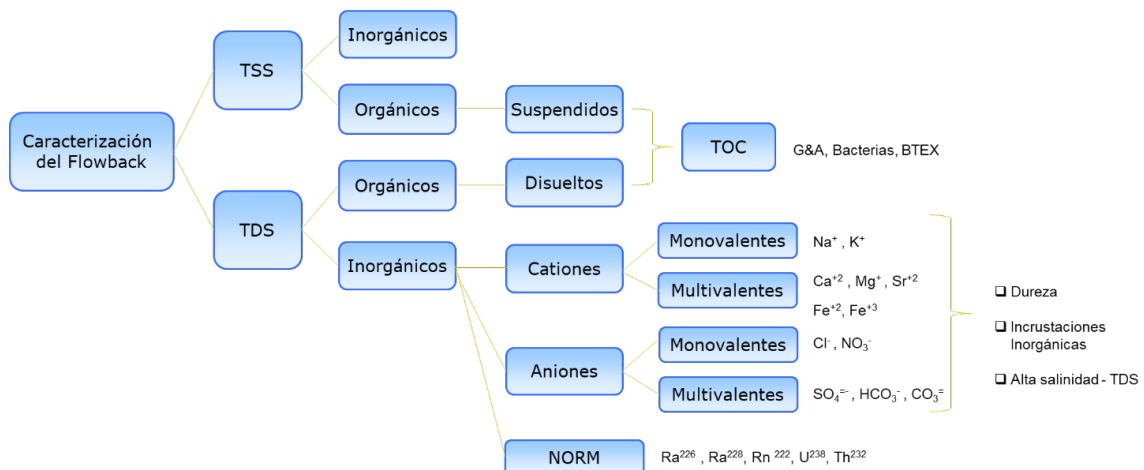 Caracterización
del Flowback
TSS
Inorgánicos
Orgánicos
Suspendidos
TOC
G&A, Bacterias, BTEX
TDS
Orgánicos
Disueltos
Inorgánicos
Cationes
Monovalentes
Na⁺ , K⁺
Multivalentes
Ca⁺² , Mg⁺ , Sr⁺²
Fe⁺², Fe⁺³
Aniones
Monovalentes
Cl⁻ , NO₃⁻
Multivalentes
SO₄⁼⁻ , HCO₃⁻ , CO₃⁼
NORM
Ra²²⁶ , Ra²²⁸, Rn ²²², U²³⁸, Th²³²
❑ Dureza
❑ Incrustaciones
Inorgánicas
❑ Alta salinidad - TDS